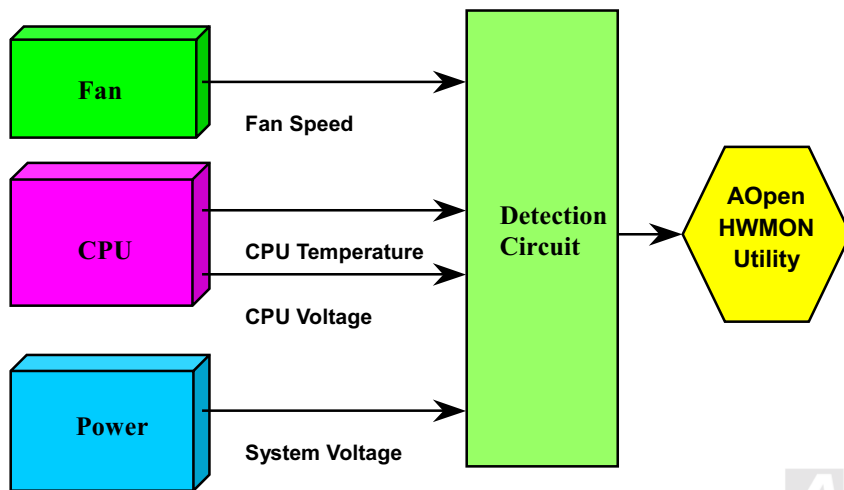 Fan
Fan Speed
CPU
CPU Temperature
CPU Voltage
Power
System Voltage
Detection
Circuit
AOpen
HWMON
Utility